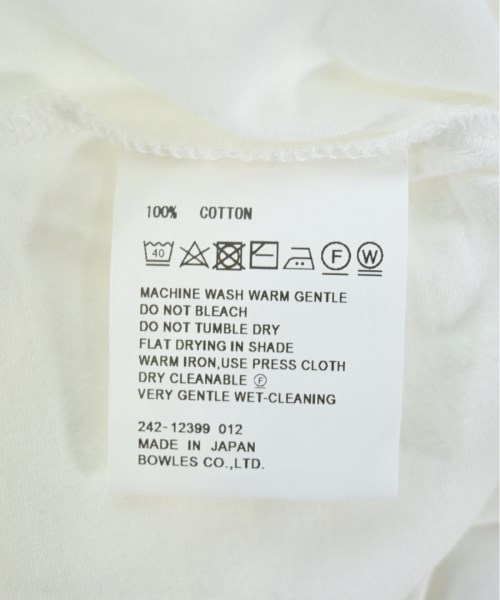 100% COTTON
40 F W
MACHINE WASH WARM GENTLE
DO NOT BLEACH
DO NOT TUMBLE DRY
FLAT DRYING IN SHADE
WARM IRON,USE PRESS CLOTH
DRY CLEANABLE Ⓕ
VERY GENTLE WET-CLEANING
242-12399 012
MADE IN JAPAN
BOWLES CO.,LTD.